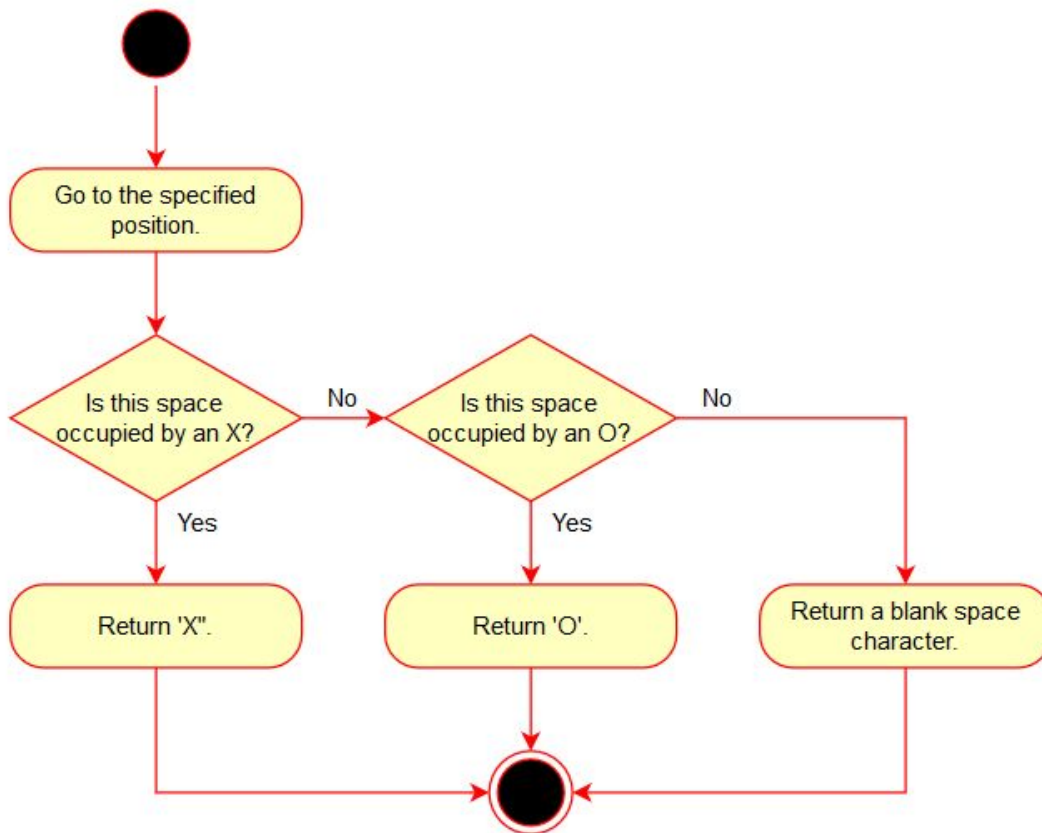 Go to the specified
position.
Is this space
occupied by an X?
No
Is this space
occupied by an O?
No
Yes
Yes
Return 'X".
Return 'O'.
Return a blank space
character.